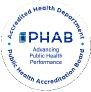 Accredited Health Department
PHAB
Advancing
Public Health
Performance
Public Health Accreditation Board